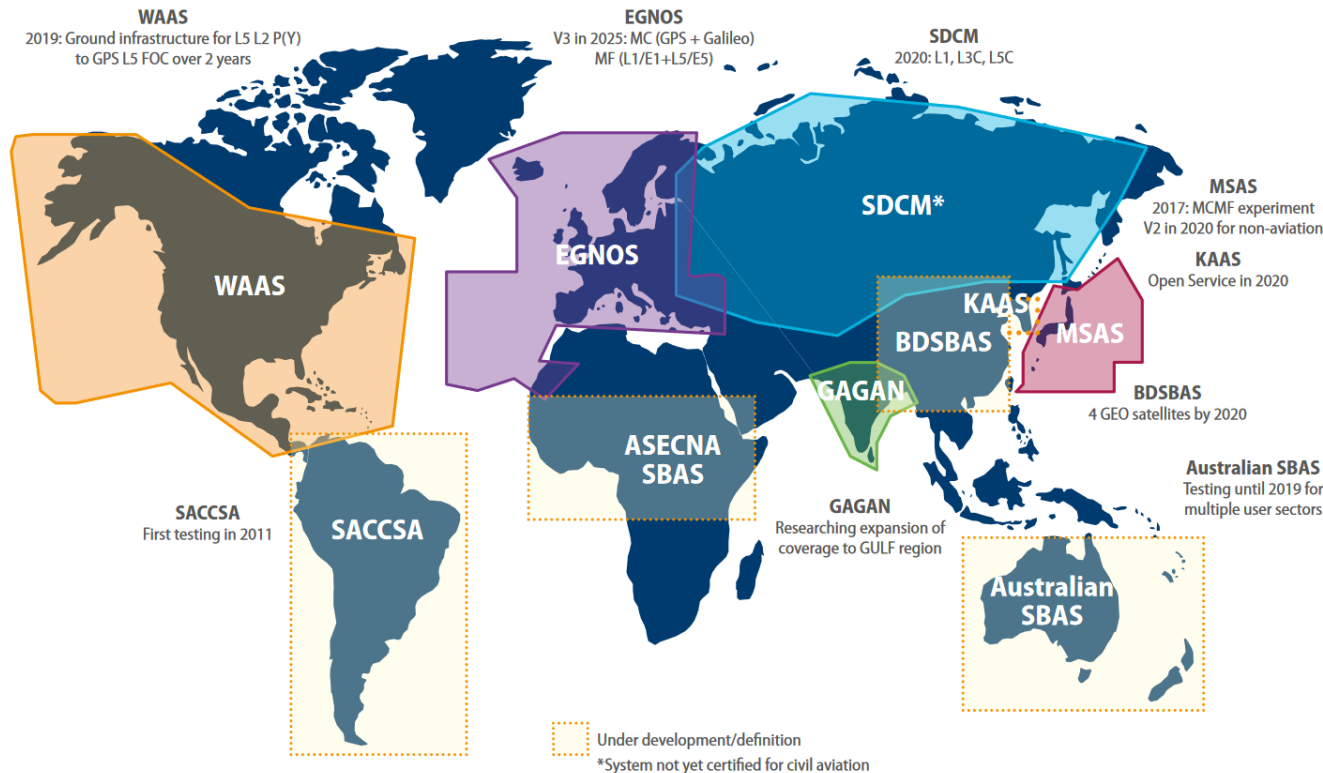 WAAS
2019: Ground infrastructure for L5 L2 P(Y)
to GPS L5 FOC over 2 years
EGNOS
V3 in 2025: MC (GPS + Galileo)
MF (L1/E1+L5/E5)
SDCM
2020: L1, L3C, L5C
MSAS
2017: MCMF experiment
V2 in 2020 for non-aviation
KAAS
Open Service in 2020
SDCM*
EGNOS
WAAS
KAAS
BDSBAS
MSAS
GAGAN
BDSBAS
4 GEO satellites by 2020
ASECNA
SBAS
Australian SBAS
Testing until 2019 for
multiple user sectors
SACCSA
First testing in 2011
SACCSA
GAGAN
Researching expansion of
coverage to GULF region
Australian
SBAS
Under development/definition
*System not yet certified for civil aviation